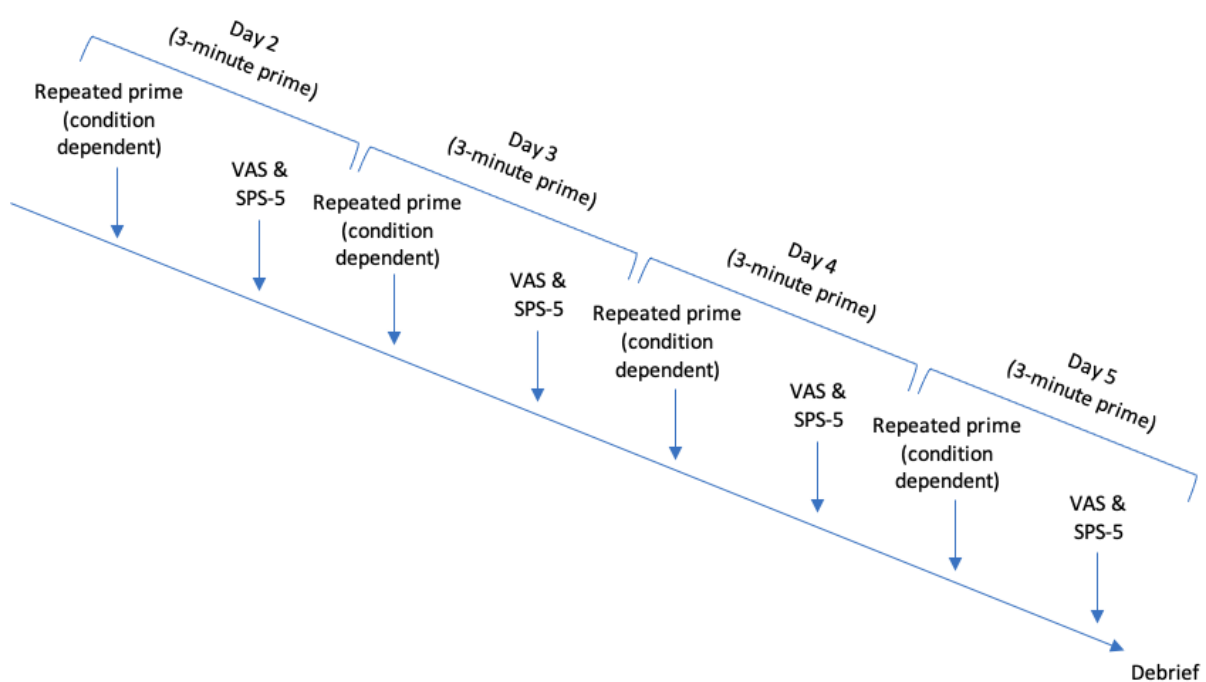 Day 2
(3-minute prime)
Repeated prime
(condition
dependent)
VAS &
SPS-5
Day 3
(3-minute prime)
Repeated prime
(condition
dependent)
VAS &
SPS-5
Day 4
(3-minute prime)
Repeated prime
(condition
dependent)
VAS &
SPS-5
Day 5
(3-minute prime)
Repeated prime
(condition
dependent)
VAS &
SPS-5
Debrief